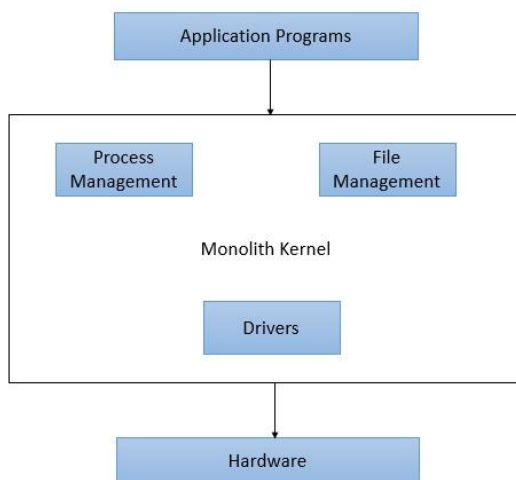 Application Programs
Process
Management
File
Management
Monolith Kernel
Drivers
Hardware